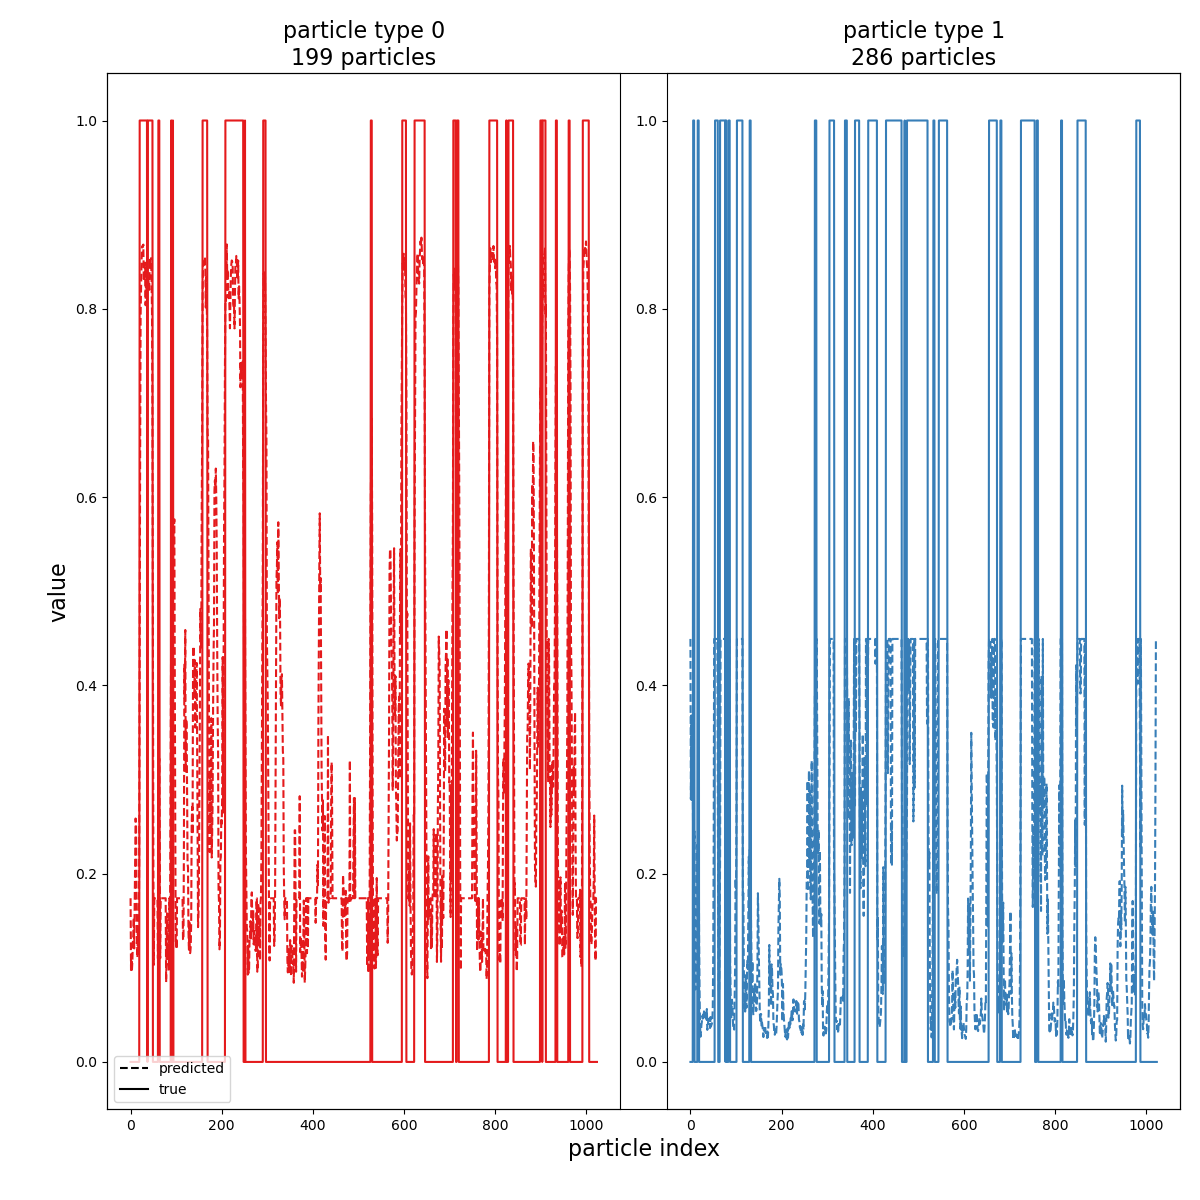 particle type 0
199 particles
particle type 1
286 particles
value
1.0
0.8
0.6
0.4
0.2
0.0
1.0
0.8
0.6
0.4
0.2
0.0
predicted
true
0 200 400 600 800 1000
0 200 400 600 800 1000
particle index